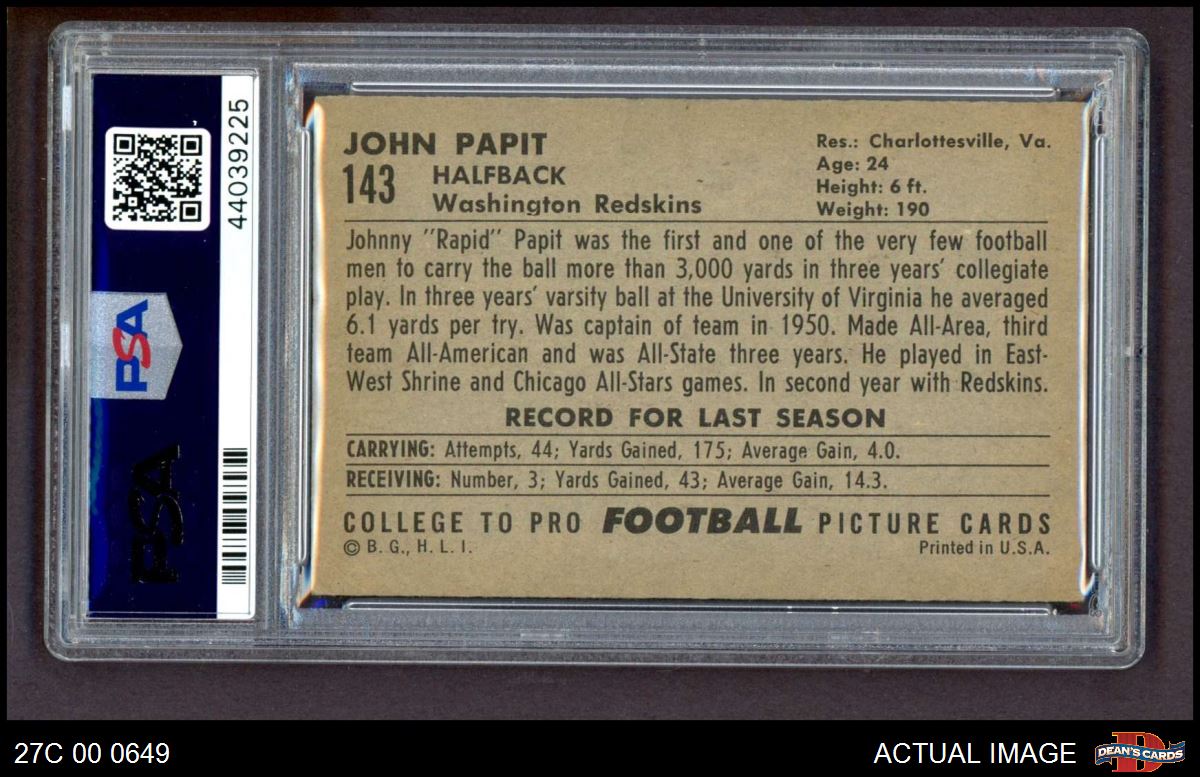 44039225
PSA
PSA
JOHN PAPIT
143 HALFBACK
Washington Redskins
Res.: Charlottesville, Va.
Age: 24
Height: 6 ft.
Weight: 190
Johnny "Rapid" Papit was the first and one of the very few football
men to carry the ball more than 3,000 yards in three years' collegiate
play. In three years' varsity ball at the University of Virginia he averaged
6.1 yards per try. Was captain of team in 1950. Made All-Area, third
team All-American and was All-State three years. He played in East-
West Shrine and Chicago All-Stars games. In second year with Redskins.
RECORD FOR LAST SEASON
CARRYING: Attempts, 44; Yards Gained, 175; Average Gain, 4.0.
RECEIVING: Number, 3; Yards Gained, 43; Average Gain, 14.3.
COLLEGE TO PRO FOOTBALL PICTURE CARDS
© B. G., H. L. I.
Printed in U.S.A.
27C 00 0649
ACTUAL IMAGE
D
DEAN'S CARDS